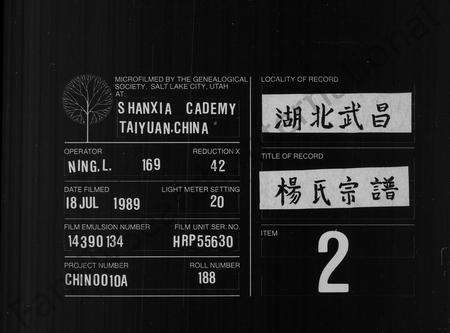 MICROFILMED BY THE GENEALOGICAL
SOCIETY. SALT LAKE CITY, UTAH
AT:
SHANXIA CADEMY
TAIYUAN.CHINA
OPERATOR
REDUCTION X
NING.L. 169 42
DATE FILMED
LIGHT METER SETTING
18 JUL 1989 20
FILM EMULSION NUMBER
FILM UNIT SER. NO.
14390134 HRP55630
PROJECT NUMBER
ROLL NUMBER
CHIN0010A 188
LOCALITY OF RECORD
湖北武昌
TITLE OF RECORD
楊氏宗譜
ITEM
2